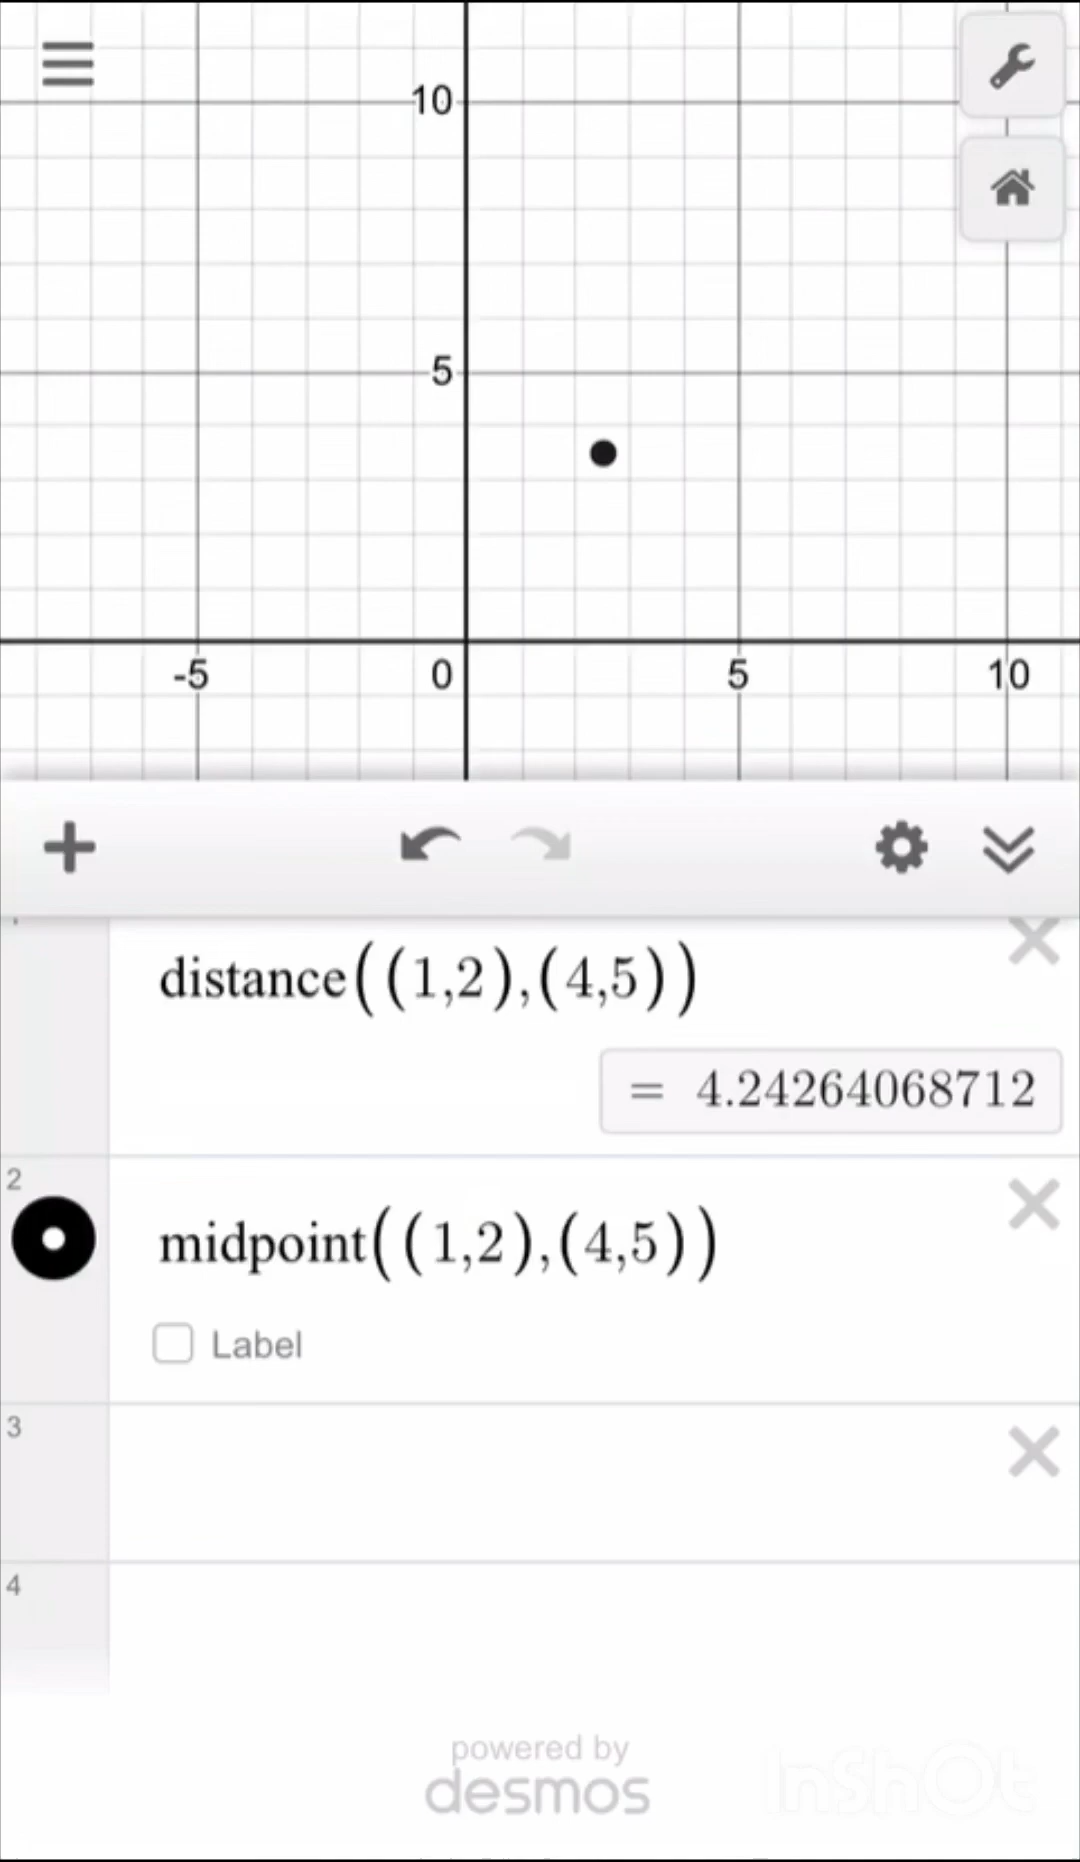 10
5
-5 0 5 10
distance((1,2),(4,5))
= 4.24264068712
2
midpoint((1,2),(4,5))
Label
3
4
powered by
desmos
InShOt